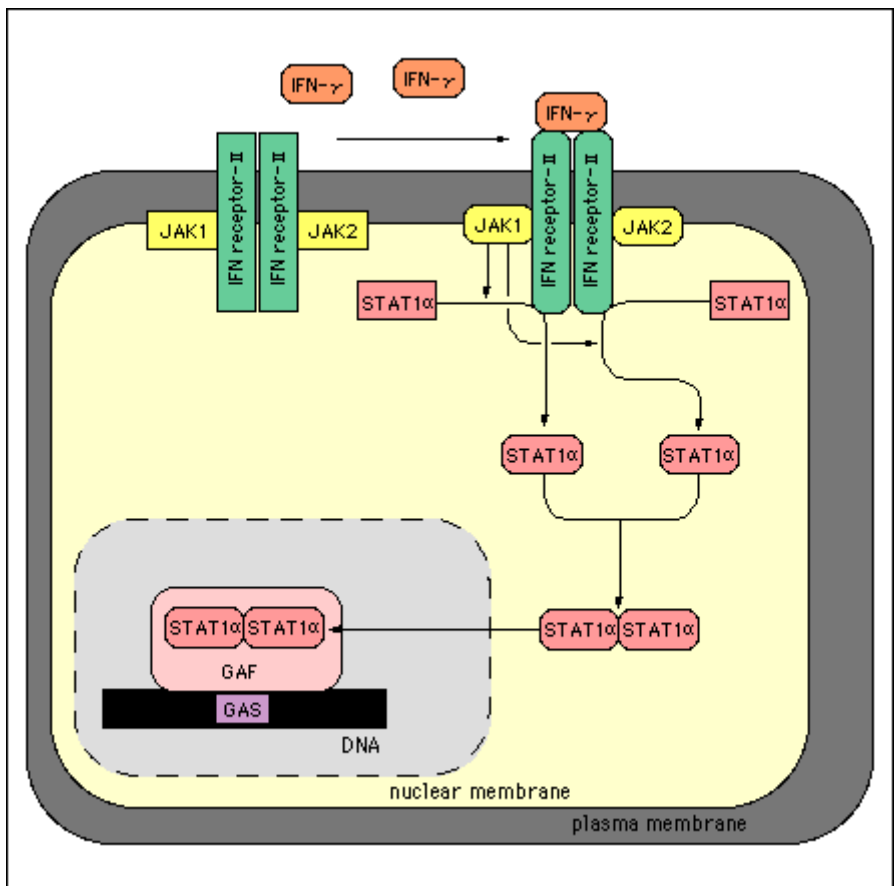 IFN-γ
IFN-γ
IFN-γ
IFN receptor-II
IFN receptor-II
IFN receptor-II
IFN receptor-II
JAK1
JAK2
JAK1
JAK2
STAT1α
STAT1α
STAT1α
STAT1α
STAT1α
STAT1α
STAT1α
STAT1α
GAF
GAS
DNA
nuclear membrane
plasma membrane